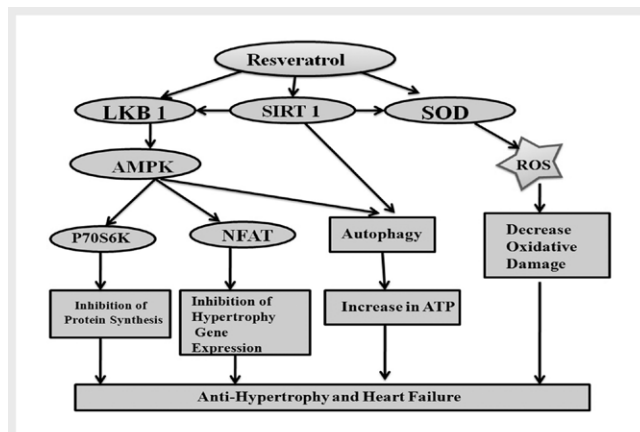 Resveratrol
LKB 1
SIRT 1
SOD
AMPK
ROS
P70S6K
NFAT
Autophagy
Decrease
Oxidative
Damage
Inhibition of
Protein Synthesis
Inhibition of
Hypertrophy
Gene
Expression
Increase in ATP
Anti-Hypertrophy and Heart Failure